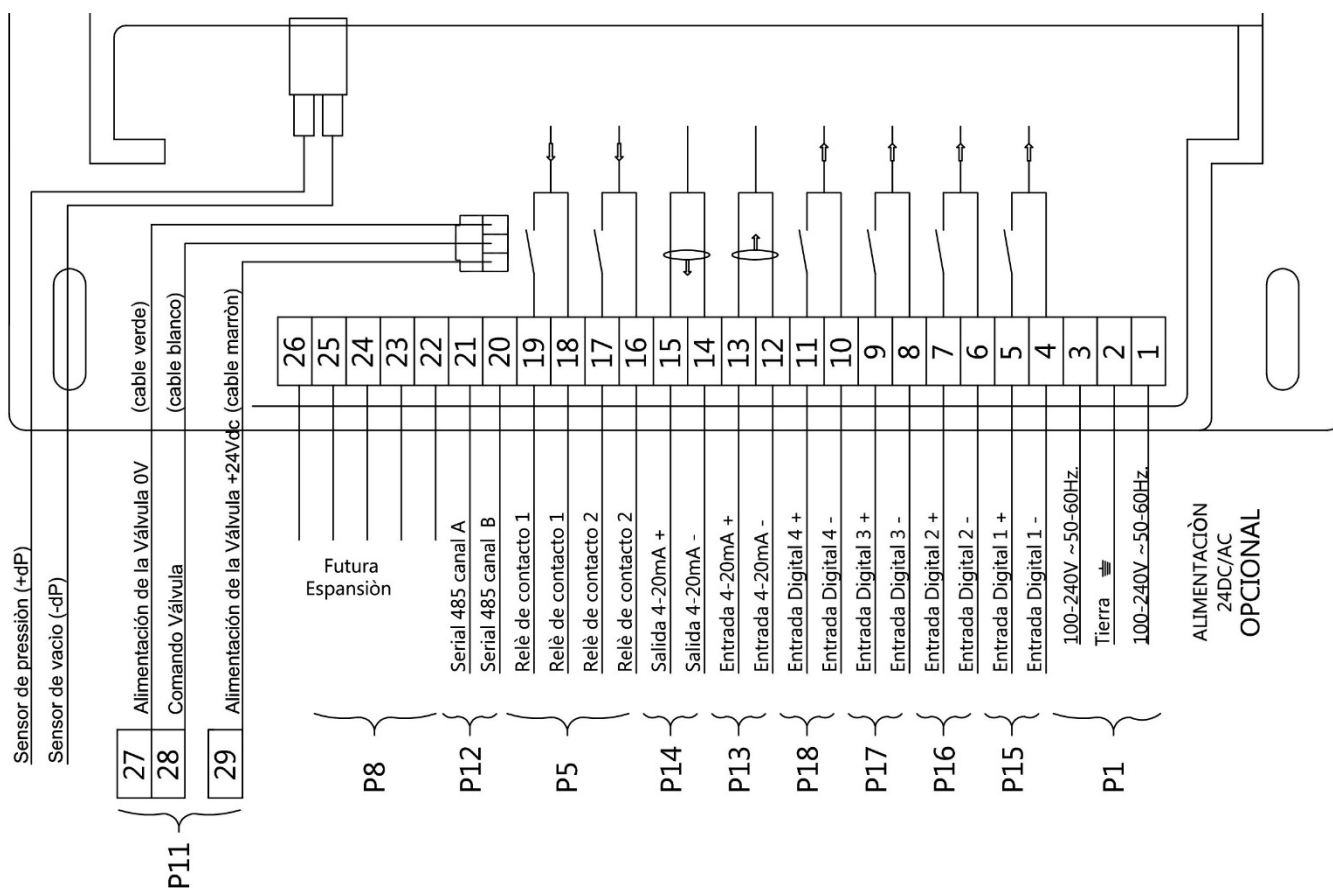 Sensor de pressión (+dP)
Sensor de vacio (-dP)
27 Alimentación de la Válvula 0V (cable verde)
28 Comando Válvula (cable blanco)
29 Alimentación de la Válvula +24Vdc (cable marròn)
P11
26
25
24
23
22
Futura
Espansiòn
P8
21 Serial 485 canal A
20 Serial 485 canal B
P12
19 Relè de contacto 1
18 Relè de contacto 1
17 Relè de contacto 2
16 Relè de contacto 2
P5
15 Salida 4-20mA +
14 Salida 4-20mA -
P14
13 Entrada 4-20mA +
12 Entrada 4-20mA -
P13
11 Entrada Digital 4 +
10 Entrada Digital 4 -
P18
9 Entrada Digital 3 +
8 Entrada Digital 3 -
P17
7 Entrada Digital 2 +
6 Entrada Digital 2 -
P16
5 Entrada Digital 1 +
4 Entrada Digital 1 -
P15
3 100-240V ~50-60Hz.
2 Tierra
1 100-240V ~50-60Hz.
P1
ALIMENTACIÒN
24DC/AC
OPCIONAL